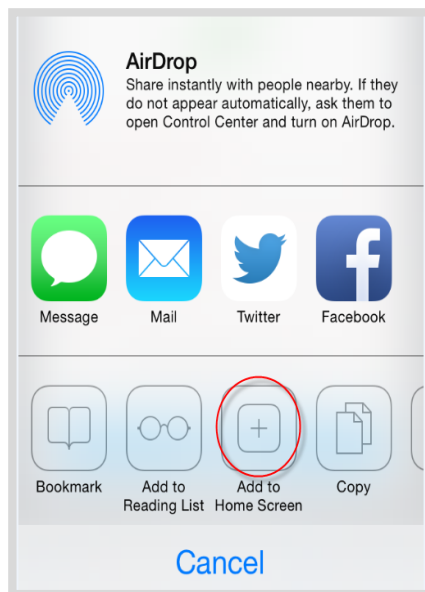 AirDrop
Share instantly with people nearby. If they
do not appear automatically, ask them to
open Control Center and turn on AirDrop.
Message Mail Twitter Facebook
Bookmark Add to Add to Copy
Reading List Home Screen
Cancel